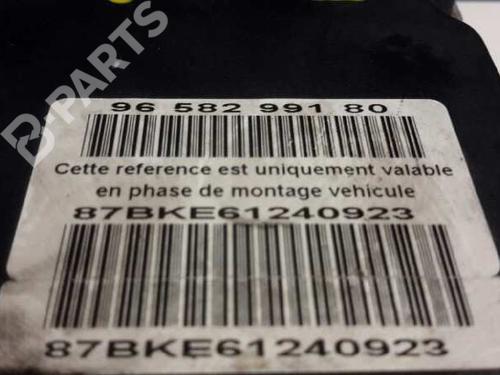 96 582 991 80
Cette reference est uniquement valable
en phase de montage vehicule
87BKE61240923
87BKE61240923
B-PARTS